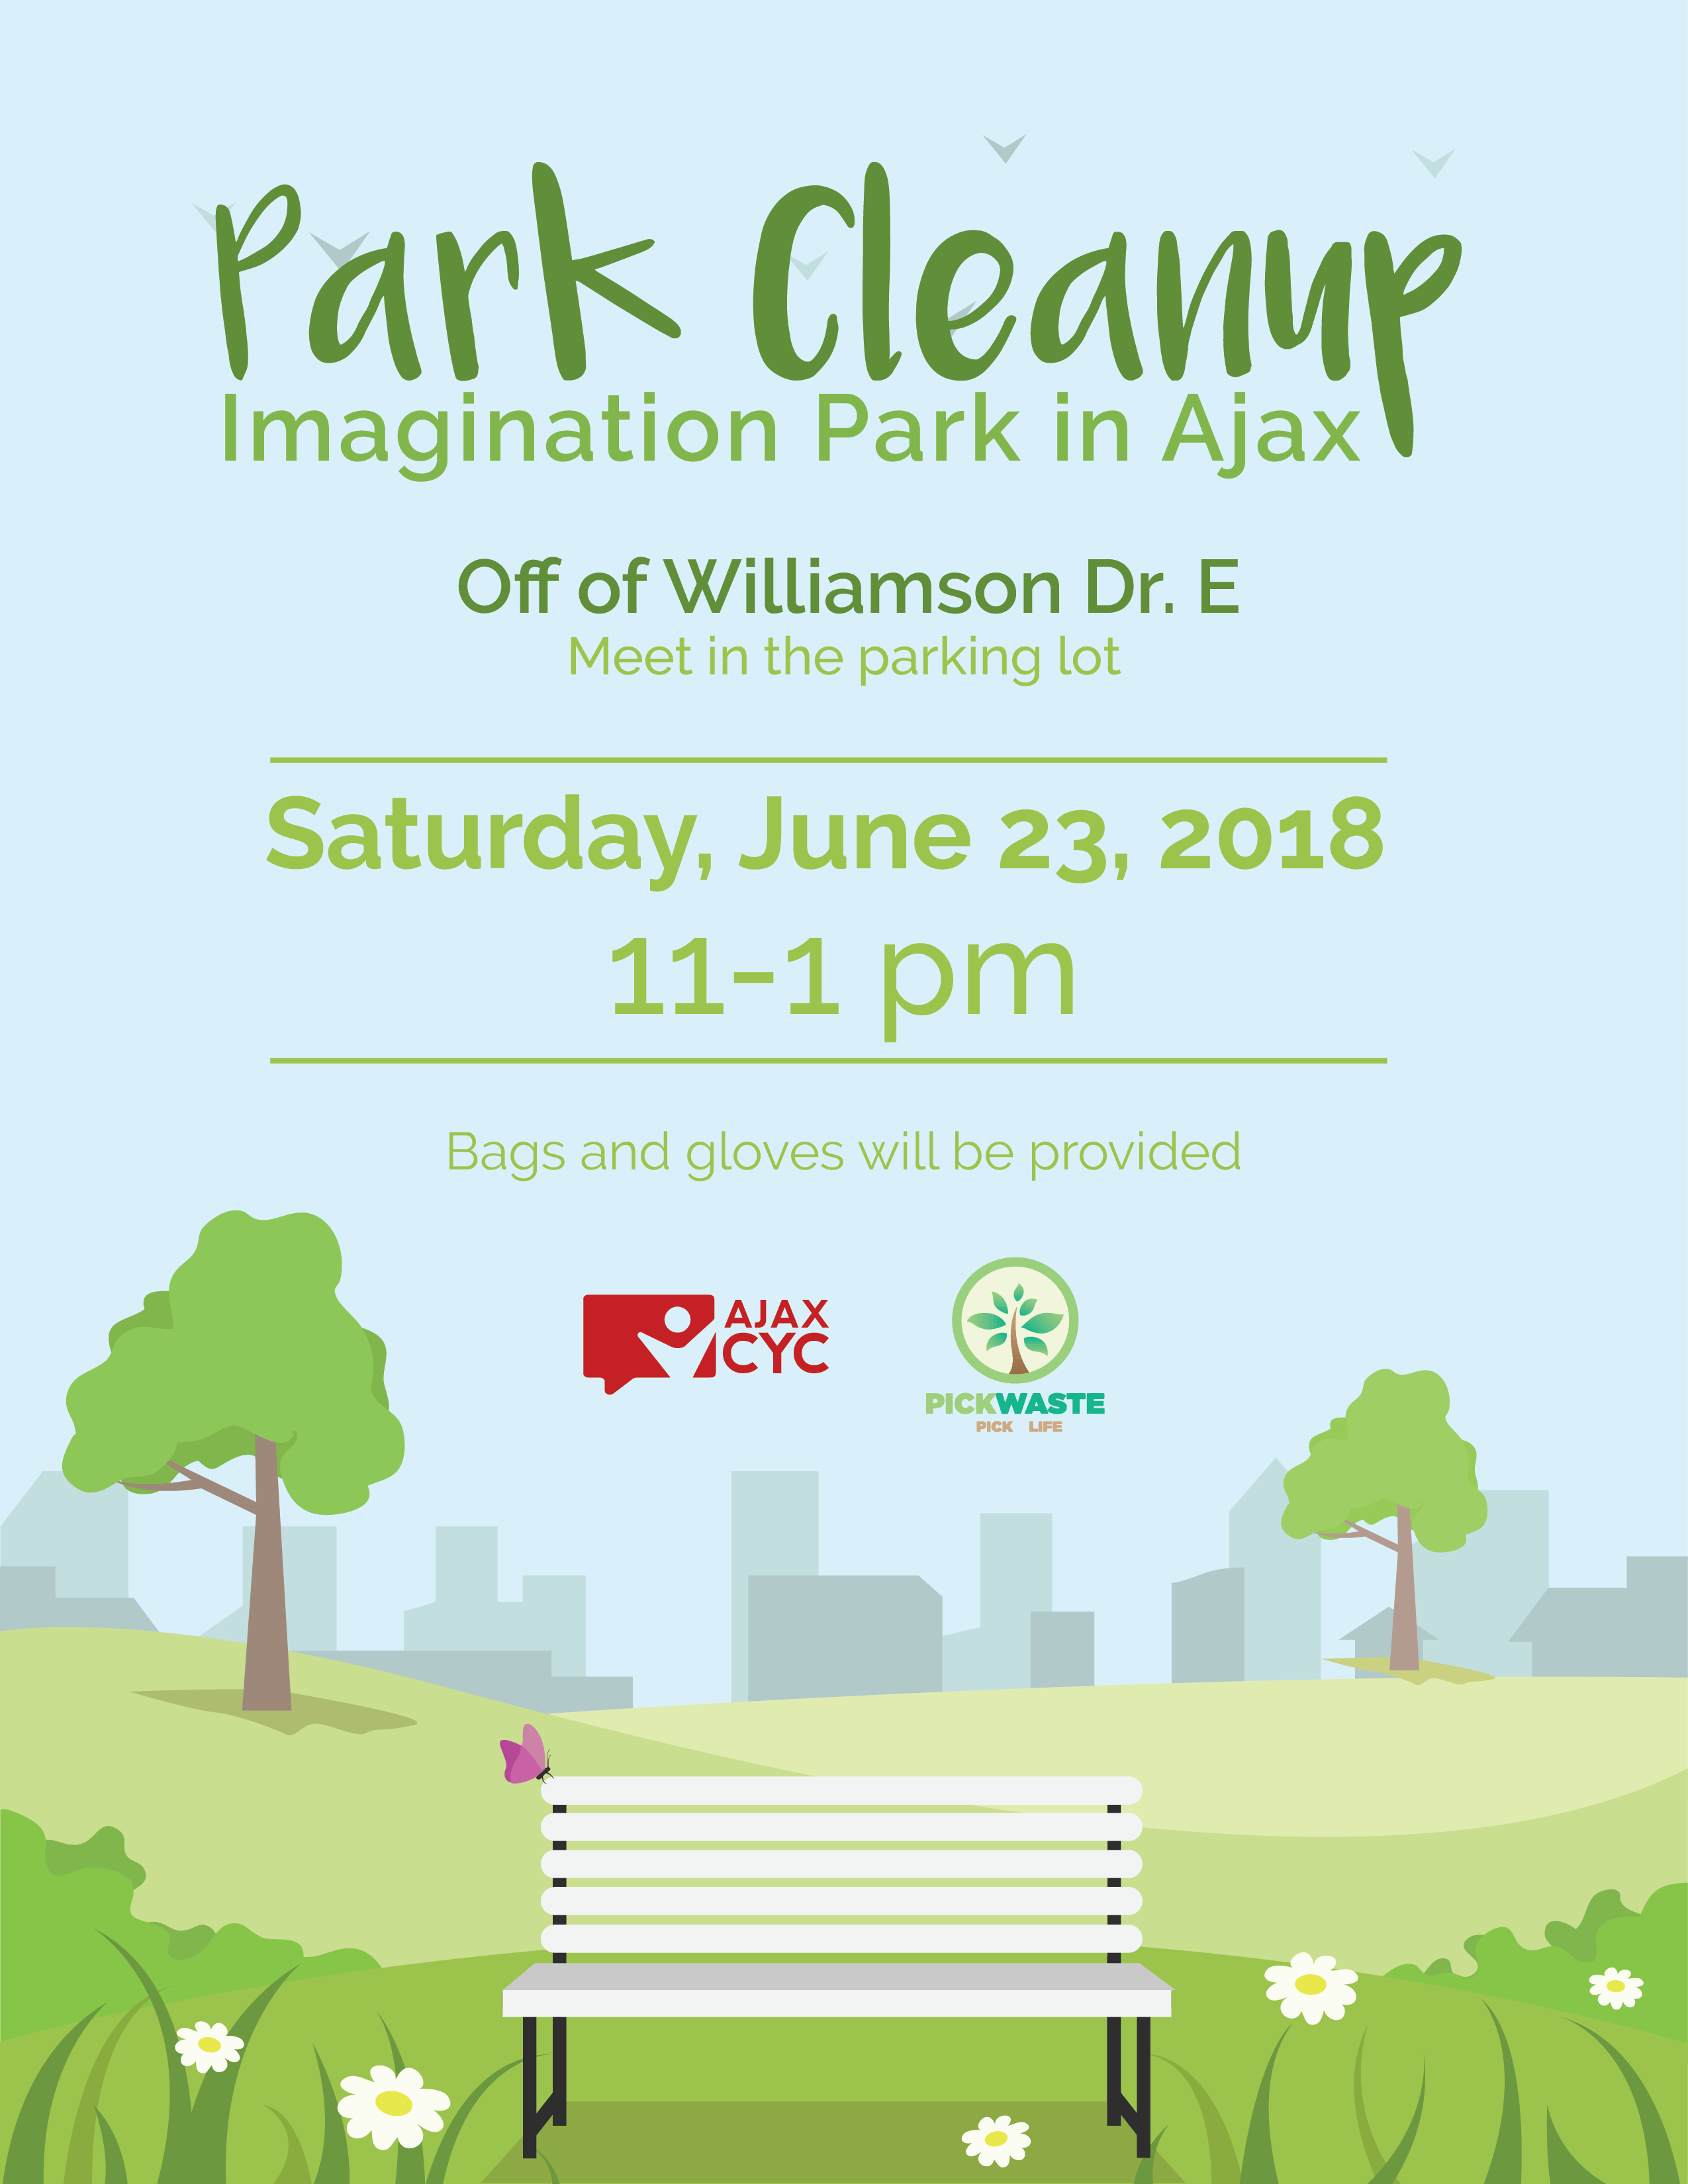 Park Cleanup
Imagination Park in Ajax
Off of Williamson Dr. E
Meet in the parking lot
Saturday, June 23, 2018
11-1 pm
Bags and gloves will be provided
AJAX
CYC
PICKWASTE
PICK LIFE